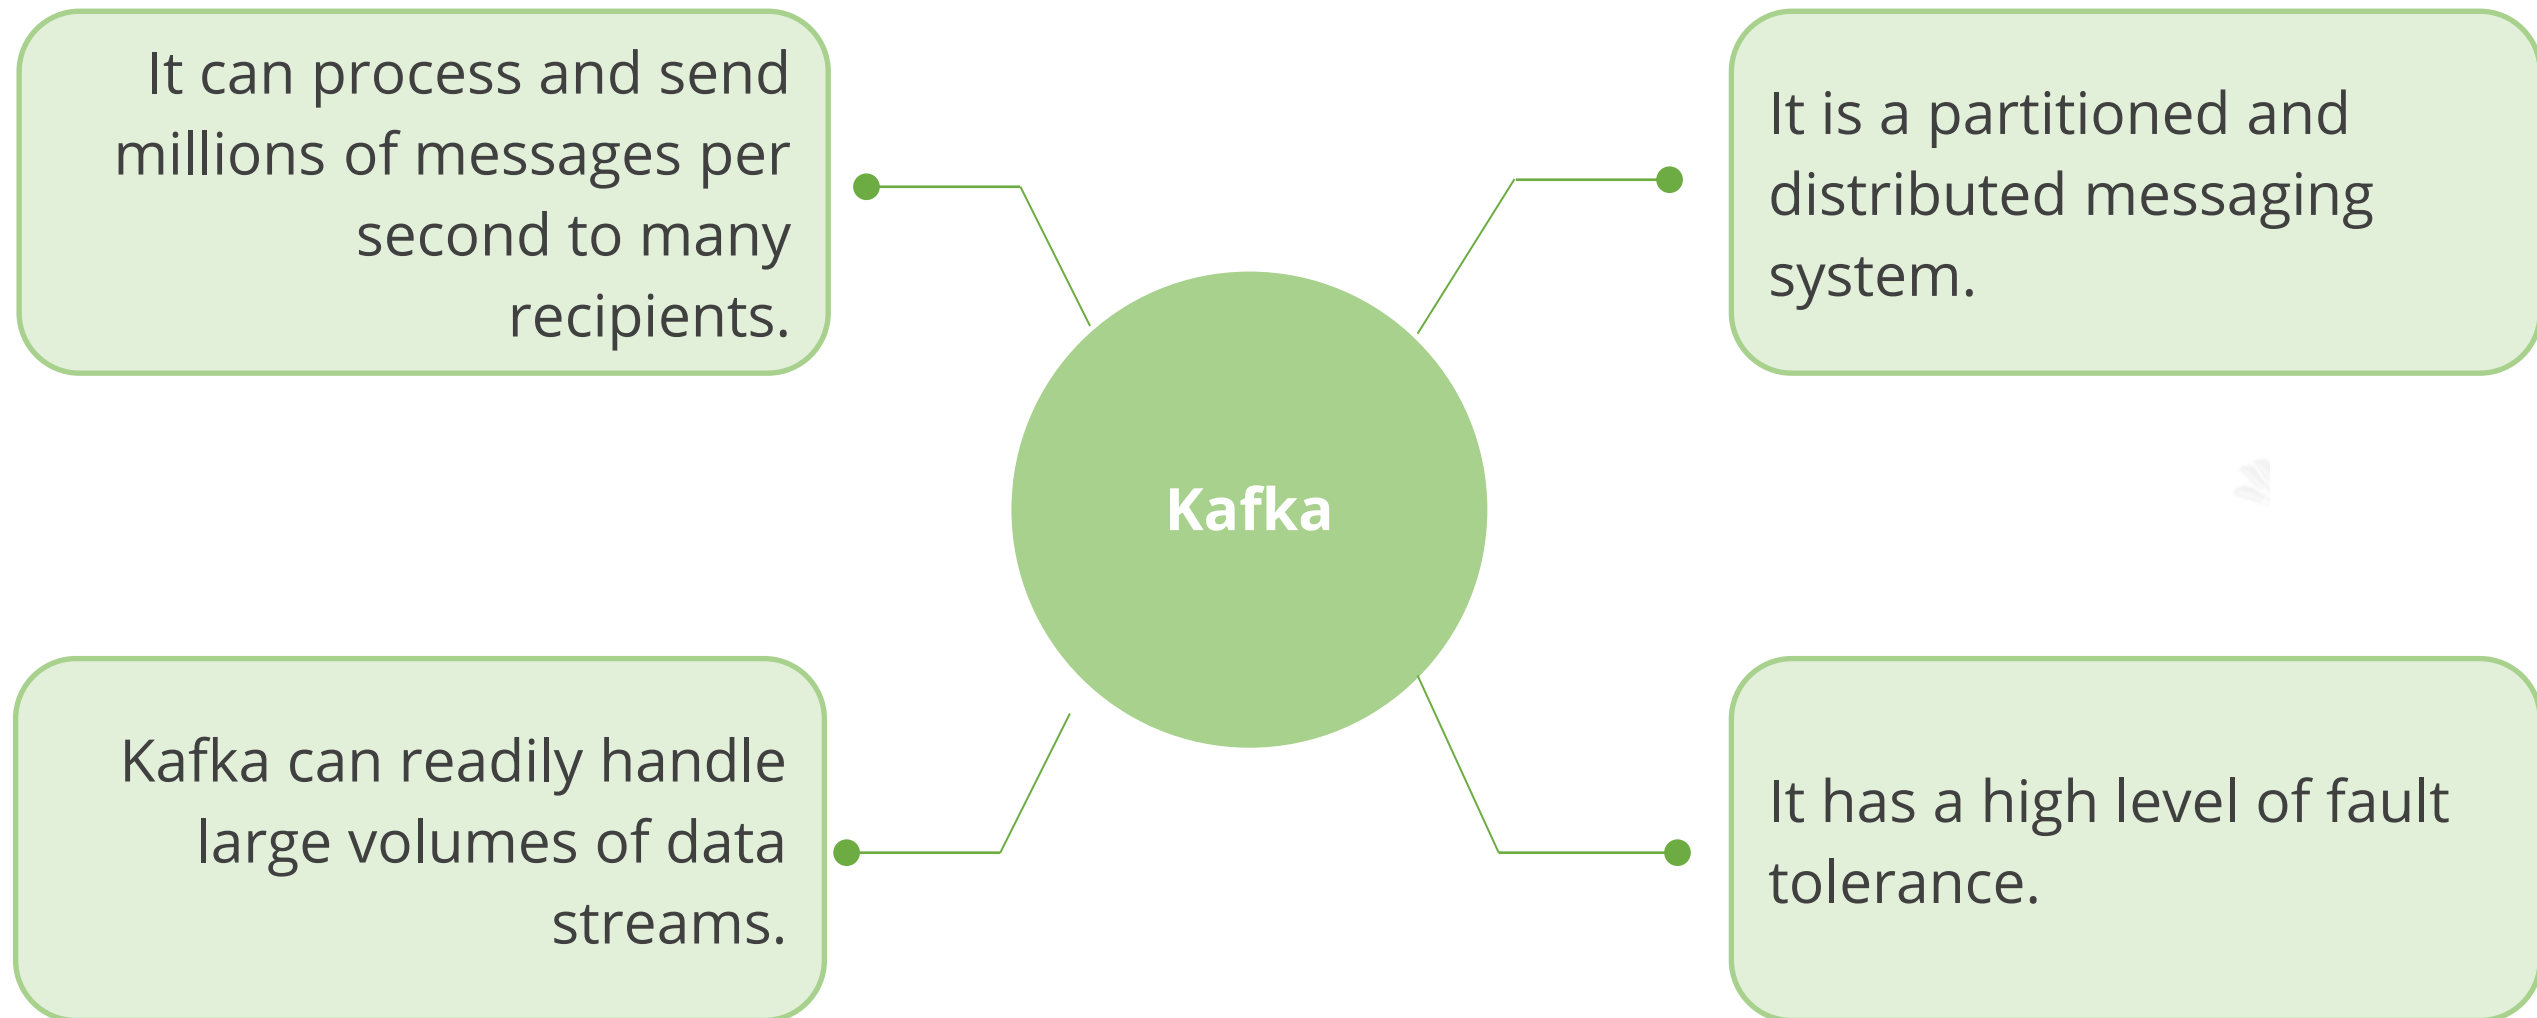 It can process and send
millions of messages per
second to many
recipients.
It is a partitioned and
distributed messaging
system.
Kafka
Kafka can readily handle
large volumes of data
streams.
It has a high level of fault
tolerance.